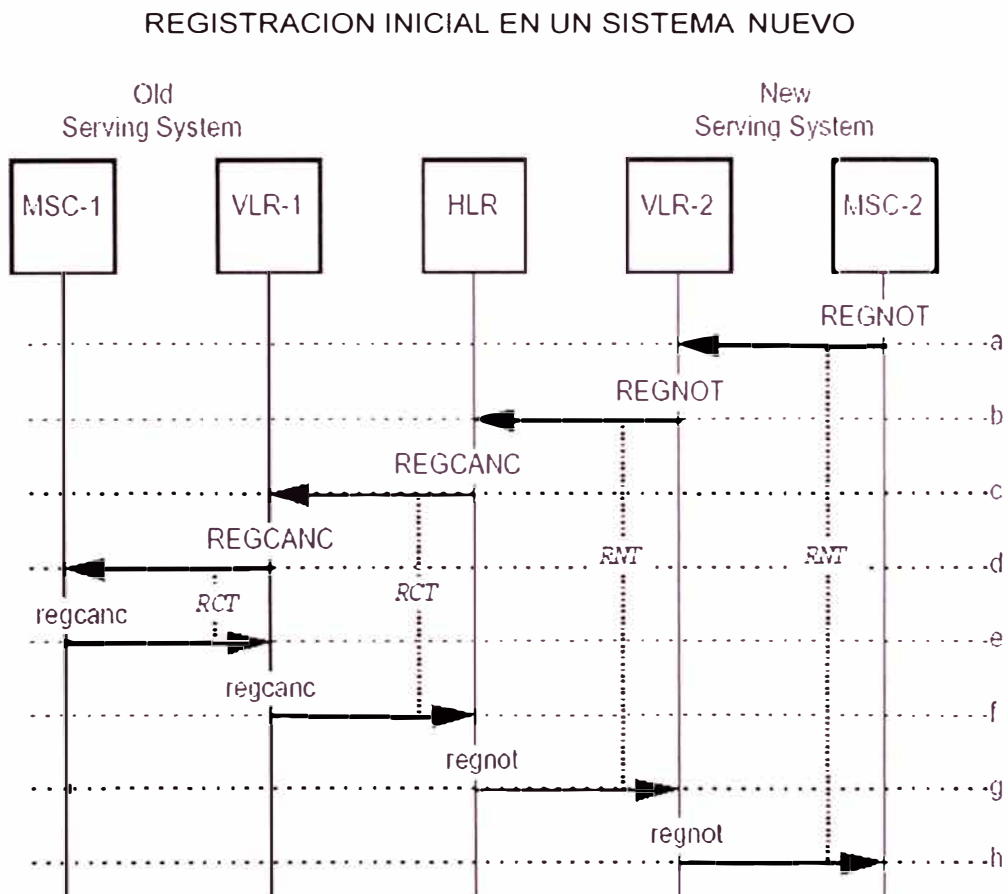 REGISTRACION INICIAL EN UN SISTEMA NUEVO
Old
Serving System
New
Serving System
MSC-1
VLR-1
HLR
VLR-2
MSC-2
REGNOT
a
REGNOT
b
REGCANC
c
REGCANC
d
RCT
RCT
RNT
RNT
regcanc
e
regcanc
f
regnot
g
regnot
h